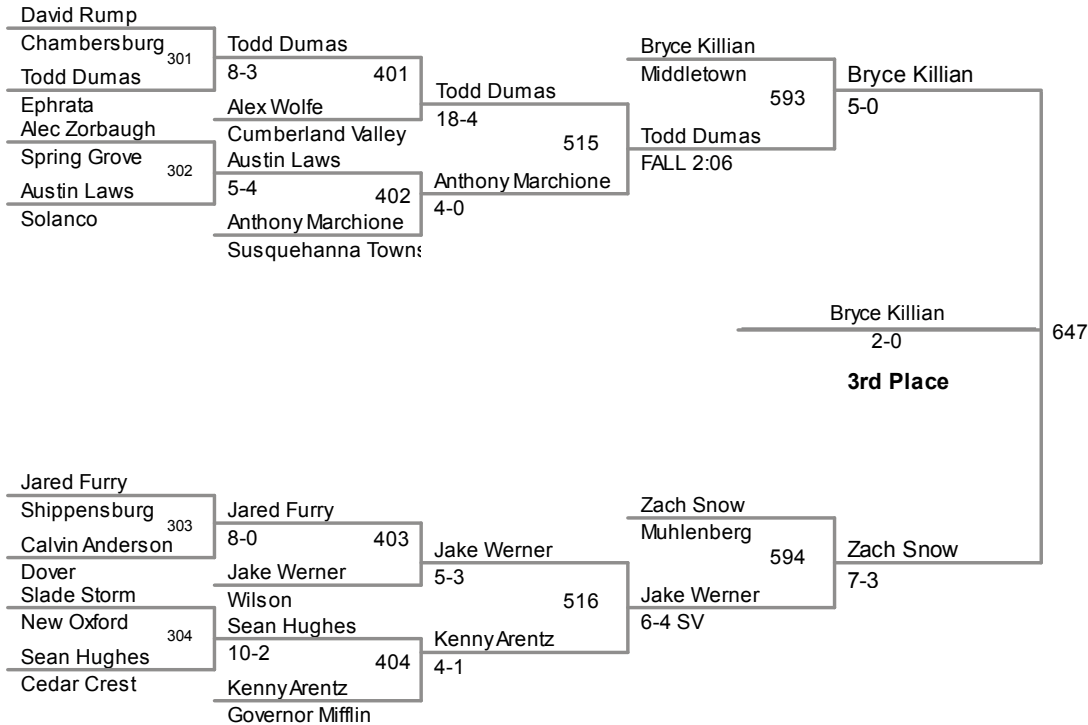 David Rump
Chambersburg
301
Todd Dumas
Ephrata
Alec Zorbaugh
Spring Grove
302
Austin Laws
Solanco
Todd Dumas
8-3
401
Alex Wolfe
Cumberland Valley
Austin Laws
5-4
402
Anthony Marchione
Susquehanna Towns
Todd Dumas
18-4
515
Anthony Marchione
4-0
Bryce Killian
Middletown
593
Todd Dumas
FALL 2:06
Bryce Killian
5-0
Bryce Killian
2-0
3rd Place
647
Jared Furry
Shippensburg
303
Calvin Anderson
Dover
Slade Storm
New Oxford
304
Sean Hughes
Cedar Crest
Jared Furry
8-0
403
Jake Werner
Wilson
Sean Hughes
10-2
404
Kenny Arentz
Governor Mifflin
Jake Werner
5-3
516
Kenny Arentz
4-1
Zach Snow
Muhlenberg
594
Jake Werner
6-4 SV
Zach Snow
7-3